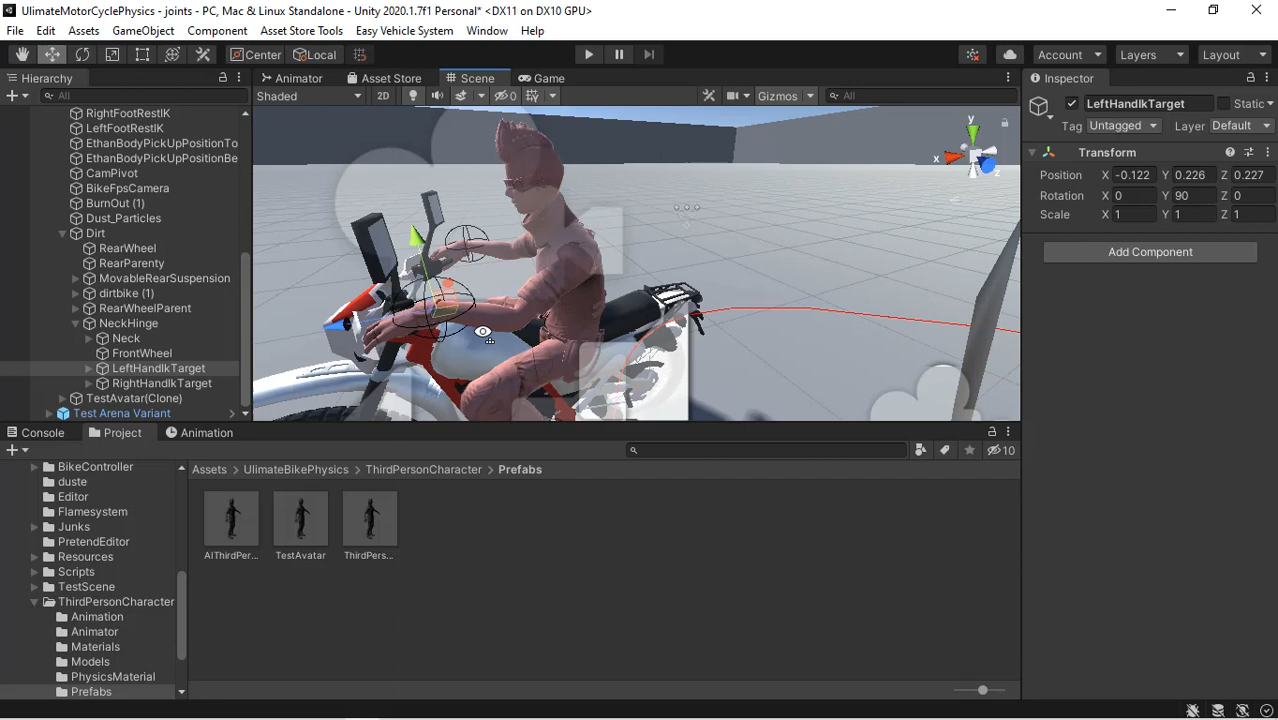 UlimateMotorCyclePhysics - joints - PC, Mac & Linux Standalone - Unity 2020.1.7f1 Personal* <DX11 on DX10 GPU>
File Edit Assets GameObject Component Asset Store Tools Easy Vehicle System Window Help
Center Local Account Layers Layout
Hierarchy Animator Asset Store Scene Game Inspector
All Shaded 2D 0 Gizmos All
RightFootRestIK
LeftFootRestIK
EthanBodyPickUpPositionTo
EthanBodyPickUpPositionBe
CamPivot
BikeFpsCamera
BurnOut (1)
Dust_Particles
Dirt
RearWheel
RearParenty
MovableRearSuspension
dirtbike (1)
RearWheelParent
NeckHinge
Neck
FrontWheel
LeftHandIkTarget
RightHandIkTarget
TestAvatar(Clone)
Test Arena Variant
y
x
z
LeftHandIkTarget Static
Tag Untagged Layer Default
Transform
Position X -0.122 Y 0.226 Z 0.227
Rotation X 0 Y 90 Z 0
Scale X 1 Y 1 Z 1
Add Component
Console Project Animation
10
BikeController
duste
Editor
Flamesystem
Junks
PretendEditor
Resources
Scripts
TestScene
ThirdPersonCharacter
Animation
Animator
Materials
Models
PhysicsMaterial
Prefabs
Assets UlimateBikePhysics ThirdPersonCharacter Prefabs
AIThirdPer... TestAvatar ThirdPers...